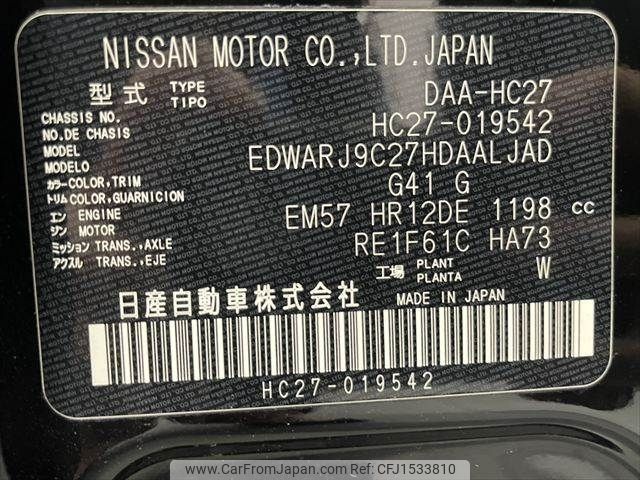 NISSAN MOTOR CO.,LTD.JAPAN
型式 TYPE TIPO DAA-HC27
CHASSIS NO. NO.DE CHASIS HC27-019542
MODEL MODELO EDWARJ9C27HDAALJAD
カラー COLOR,TRIM トリム COLOR,GUARNICION G41 G
エンジン ENGINE MOTOR EM57 HR12DE 1198 cc
ミッション TRANS.,AXLE アクスル TRANS.,EJE RE1F61C HA73
工場 PLANT PLANTA W
日産自動車株式会社 MADE IN JAPAN
HC27-019542
www.CarFromJapan.com - CarFromJapan - CFJ1533810